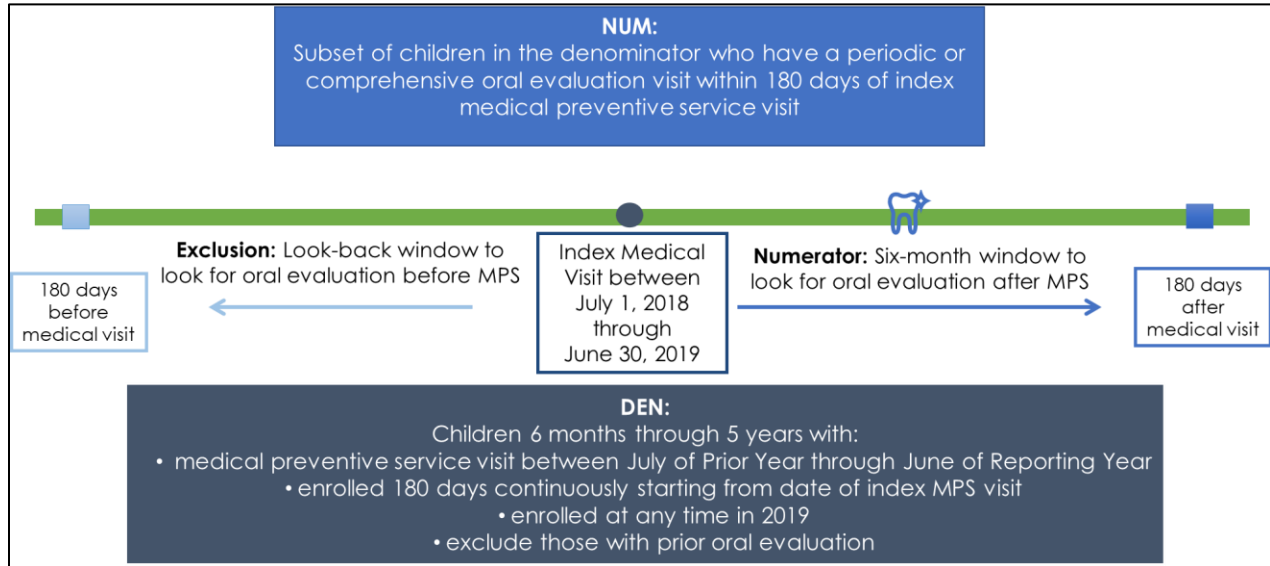 NUM:
Subset of children in the denominator who have a periodic or
comprehensive oral evaluation visit within 180 days of index
medical preventive service visit
Exclusion: Look-back window to
look for oral evaluation before MPS
180 days
before
medical visit
Index Medical
Visit between
July 1, 2018
through
June 30, 2019
Numerator: Six-month window to
look for oral evaluation after MPS
180 days
after
medical visit
DEN:
Children 6 months through 5 years with:
• medical preventive service visit between July of Prior Year through June of Reporting Year
• enrolled 180 days continuously starting from date of index MPS visit
• enrolled at any time in 2019
• exclude those with prior oral evaluation